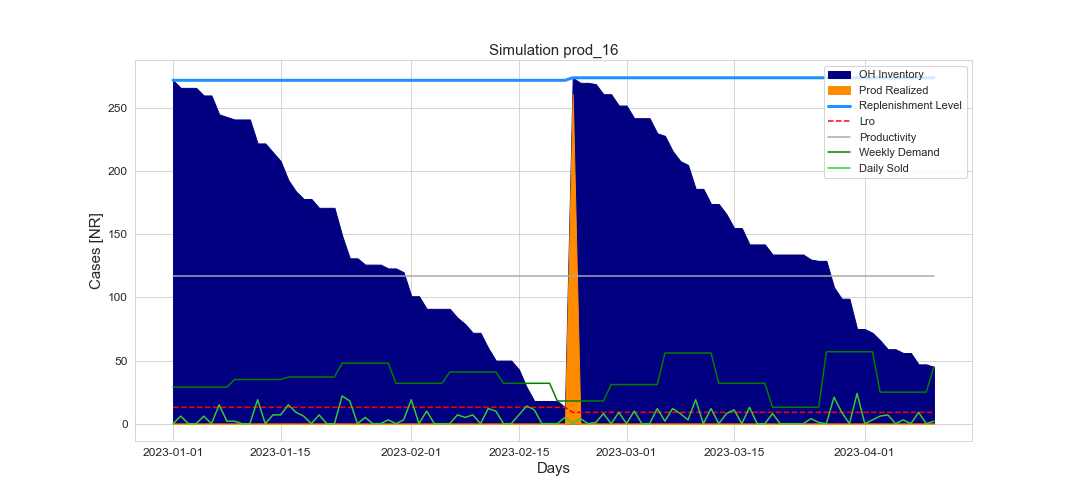 Simulation prod_16
OH Inventory
Prod Realized
Replenishment Level
Lro
Productivity
Weekly Demand
Daily Sold
Cases [NR]
250
200
150
100
50
0
2023-01-01
2023-01-15
2023-02-01
2023-02-15
2023-03-01
2023-03-15
2023-04-01
Days